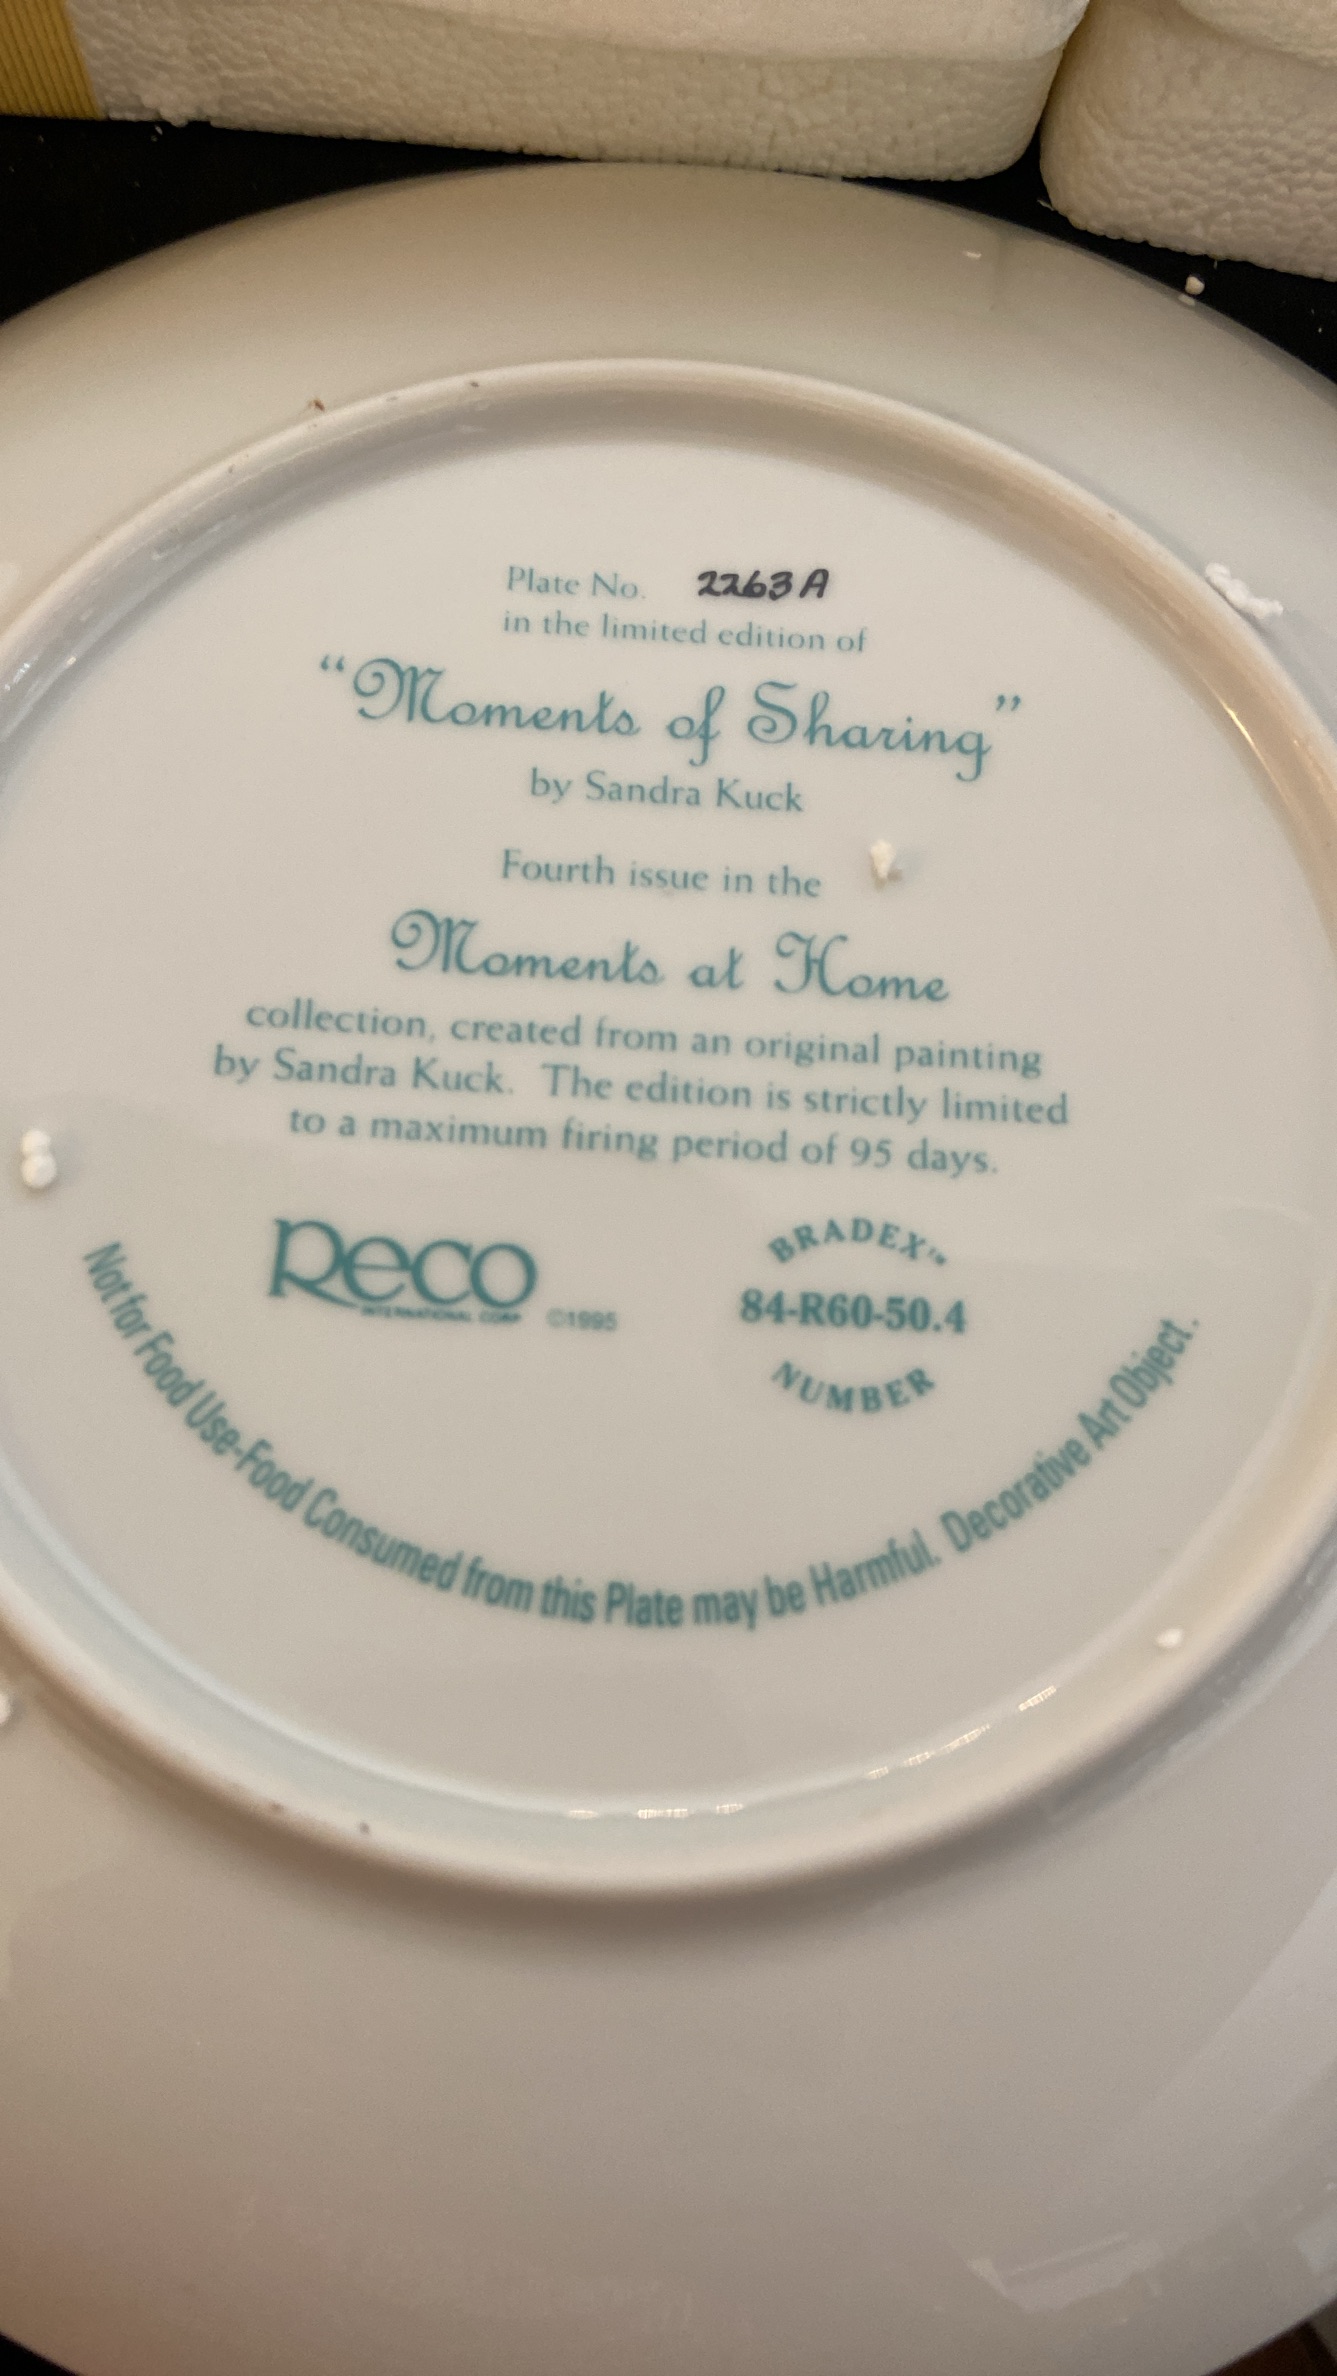 Plate No. 2263A
in the limited edition of
“Moments of Sharing”
by Sandra Kuck
Fourth issue in the
Moments at Home
collection, created from an original painting
by Sandra Kuck. The edition is strictly limited
to a maximum firing period of 95 days.
Reco
INTERNATIONAL CORP ©1995
BRADEX™
84-R60-50.4
NUMBER
Not for Food Use-Food Consumed from this Plate may be Harmful. Decorative Art Object.